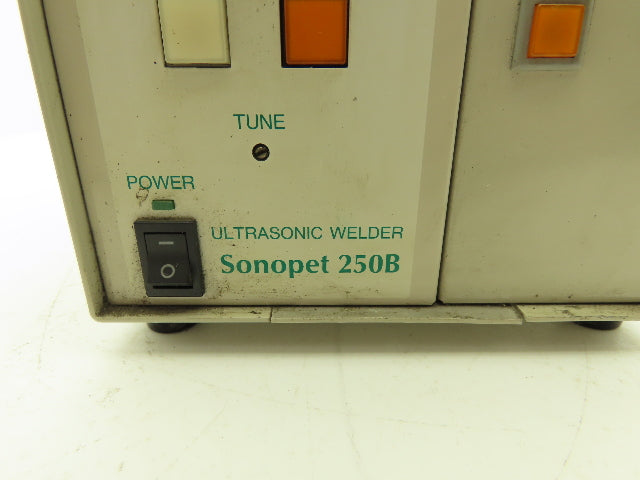 TUNE
POWER
ULTRASONIC WELDER
Sonopet 250B